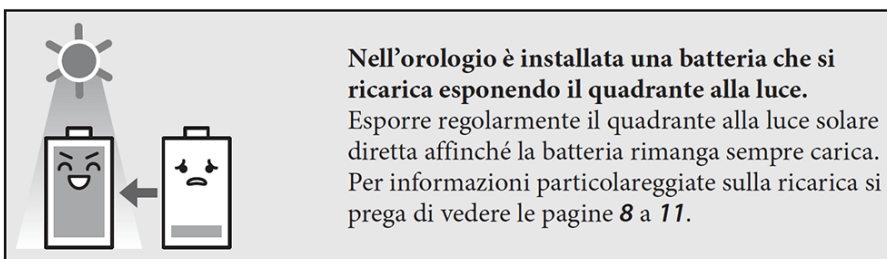 Nell’orologio è installata una batteria che si
ricarica esponendo il quadrante alla luce.
Esporre regolarmente il quadrante alla luce solare
diretta affinché la batteria rimanga sempre carica.
Per informazioni particolareggiate sulla ricarica si
prega di vedere le pagine 8 a 11.